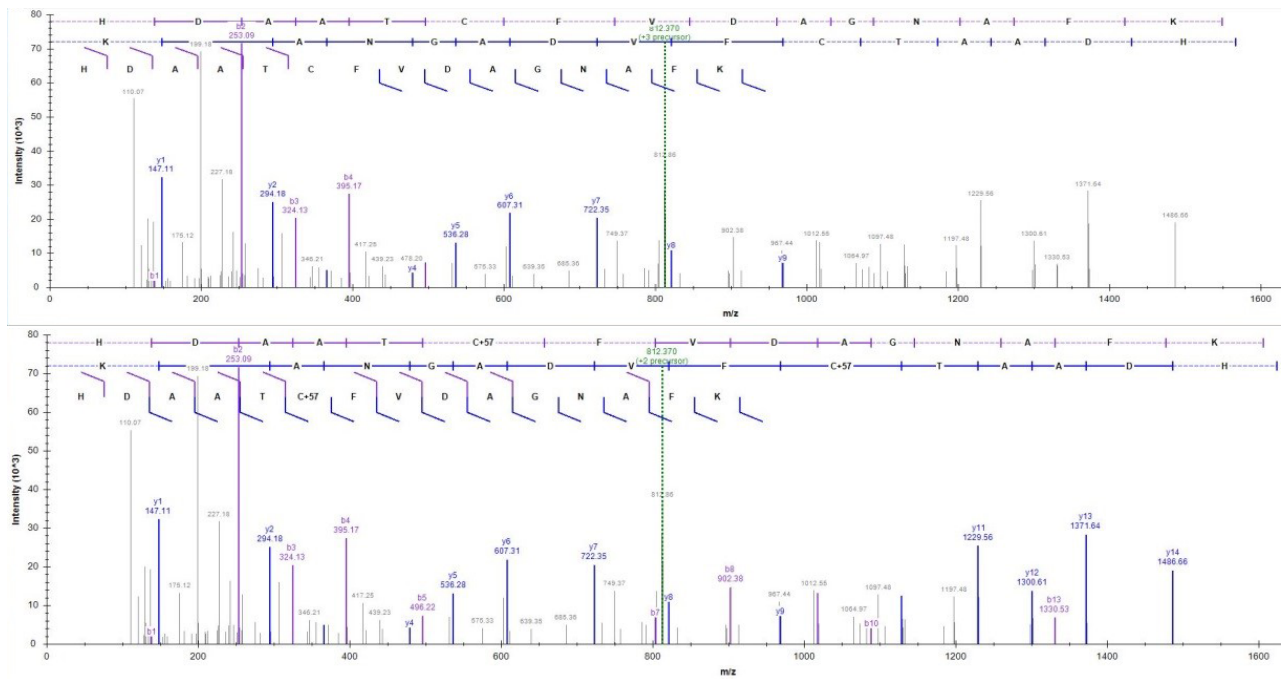 H D A A T C F V D A G N A F K
b2
812.370
(+3 precursor)
K A N G A D V F C T A A D H
199.19
253.09
H D A A T C F V D A G N A F K
110.07
y1
147.11
227.18
y2
294.18
b3
324.13
b4
395.17
y6
607.31
y7
722.35
y5
536.28
1229.56
1371.64
1486.66
176.12
417.25
749.37
902.38
y8
967.44
y9
1012.55
1097.48
1197.48
1300.61
b1
346.21
439.23
478.20
y4
575.33
639.35
685.36
1064.97
1330.53
Intensity (10^3)
80
70
60
50
40
30
20
10
0
0 200 400 600 800 1000 1200 1400 1600
m/z
H D A A T C+57 F V D A G N A F K
b2
812.370
(+2 precursor)
K A N G A D V F C+57 T A A D H
253.09
H D A A T C+57 F V D A G N A F K
110.07
y1
147.11
227.18
y2
294.18
b3
324.13
b4
395.17
y6
607.31
y7
722.35
y5
536.28
y11
1229.56
y13
1371.64
y14
1486.66
176.12
417.25
749.37
b8
902.38
1012.55
1097.48
1197.48
y12
1300.61
b5
496.22
346.21
439.23
y4
575.33
639.35
685.36
b7
y8
967.44
y9
1064.97
b10
b13
1330.53
b1
Intensity (10^3)
80
70
60
50
40
30
20
10
0
0 200 400 600 800 1000 1200 1400 1600
m/z